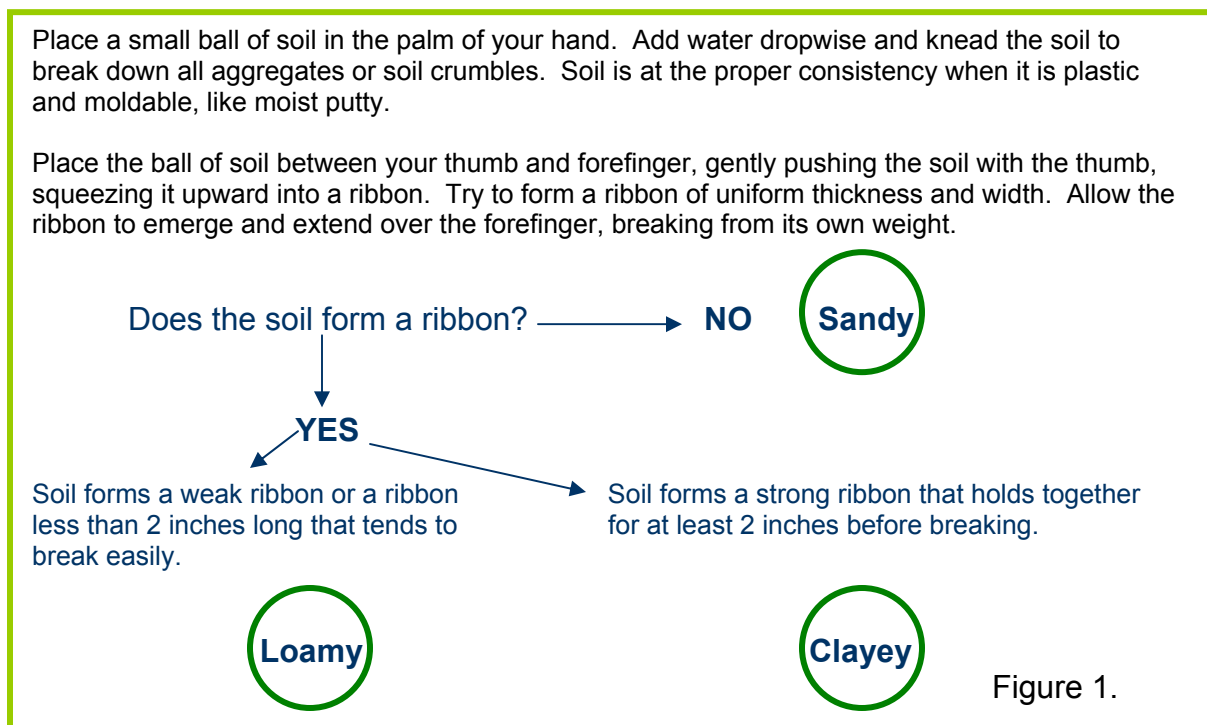 Place a small ball of soil in the palm of your hand.  Add water dropwise and knead the soil to
break down all aggregates or soil crumbles.  Soil is at the proper consistency when it is plastic
and moldable, like moist putty.
Place the ball of soil between your thumb and forefinger, gently pushing the soil with the thumb,
squeezing it upward into a ribbon.  Try to form a ribbon of uniform thickness and width.  Allow the
ribbon to emerge and extend over the forefinger, breaking from its own weight.
Does the soil form a ribbon?
NO
Sandy
YES
Soil forms a weak ribbon or a ribbon
less than 2 inches long that tends to
break easily.
Loamy
Soil forms a strong ribbon that holds together
for at least 2 inches before breaking.
Clayey
Figure 1.